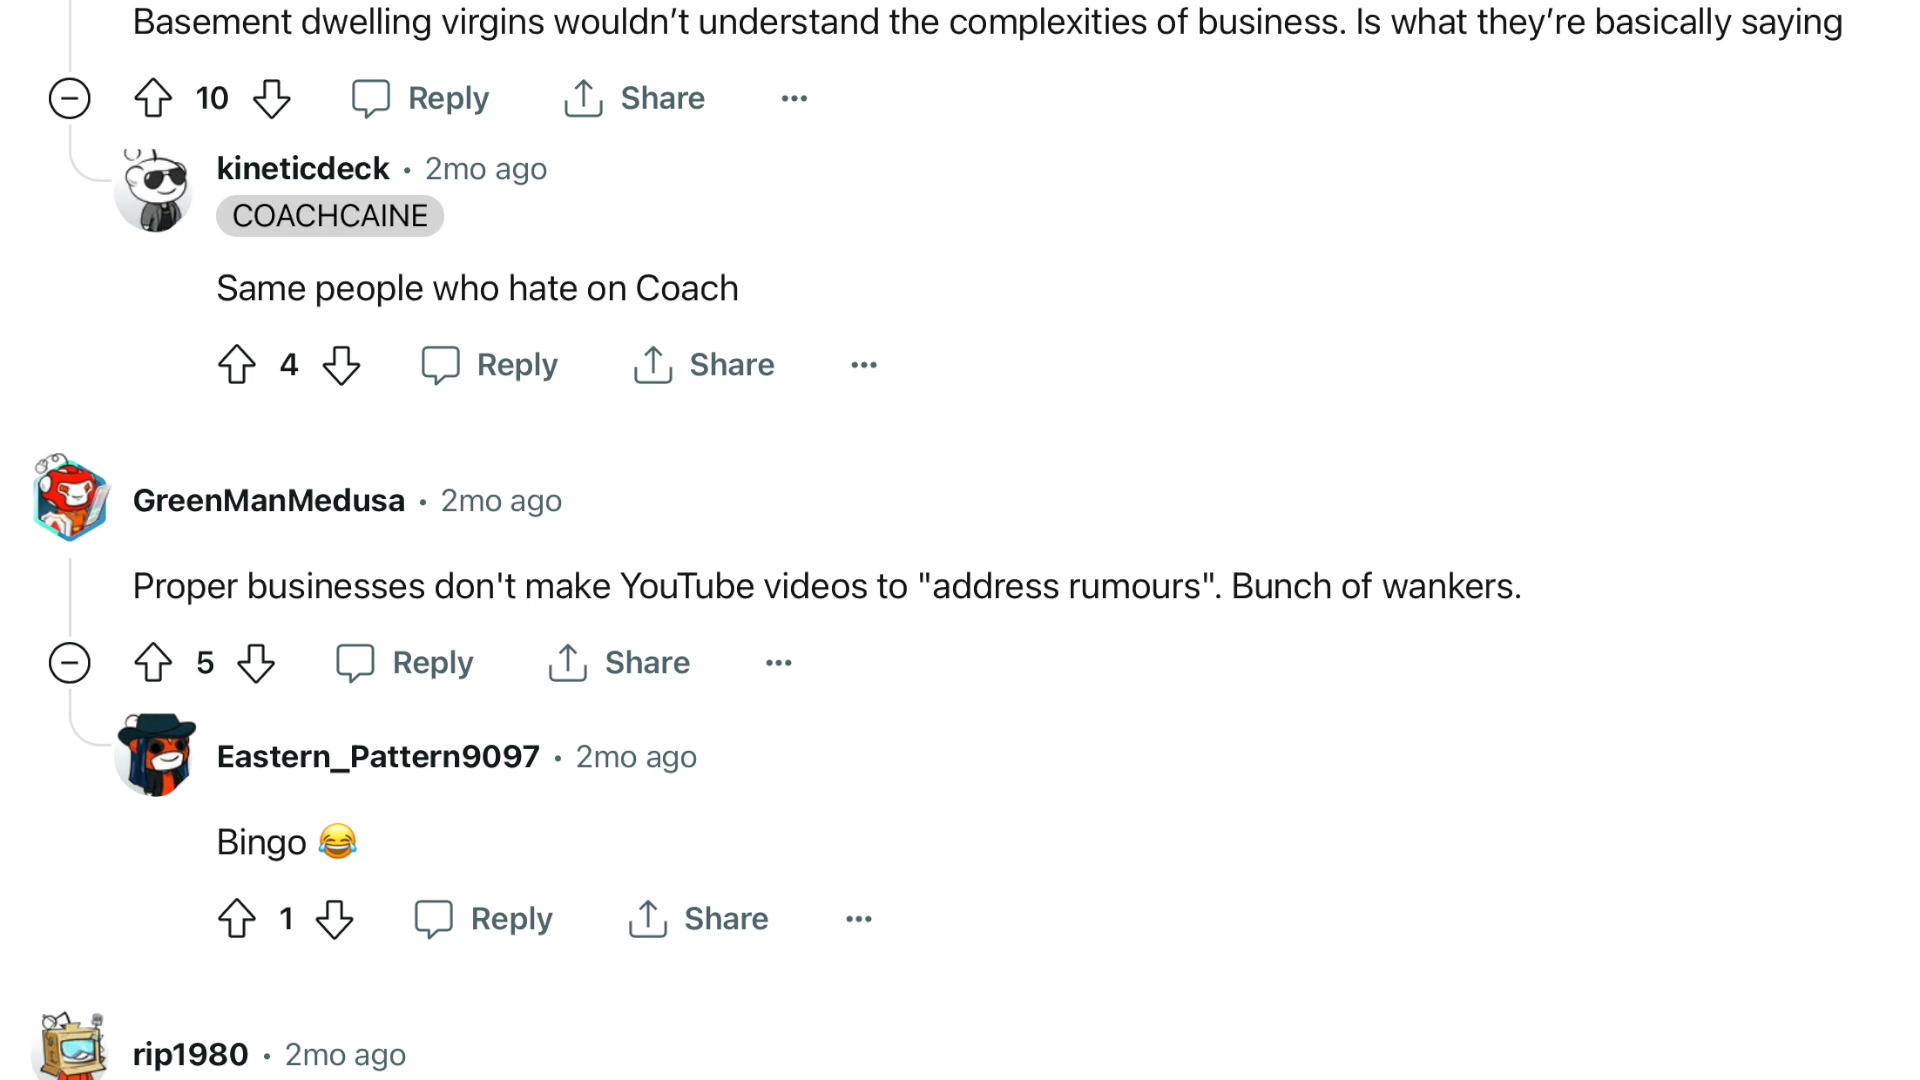 Basement dwelling virgins wouldn’t understand the complexities of business. Is what they’re basically saying
10 Reply Share ...
kineticdeck • 2mo ago
COACHCAINE
Same people who hate on Coach
4 Reply Share ...
GreenManMedusa • 2mo ago
Proper businesses don't make YouTube videos to "address rumours". Bunch of wankers.
5 Reply Share ...
Eastern_Pattern9097 • 2mo ago
Bingo 😂
1 Reply Share ...
rip1980 • 2mo ago